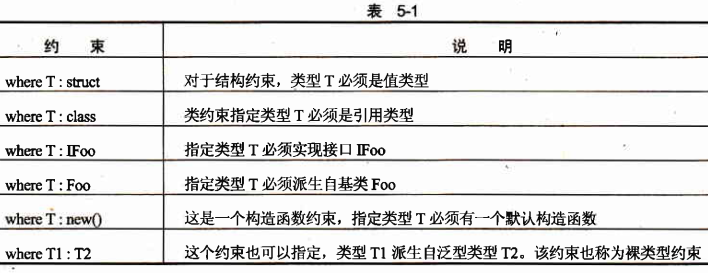 表 5-1
约 束 说 明
where T : struct 对于结构约束，类型 T 必须是值类型
where T : class 类约束指定类型 T 必须是引用类型
where T : IFoo 指定类型 T 必须实现接口 IFoo
where T : Foo 指定类型 T 必须派生自基类 Foo
where T : new() 这是一个构造函数约束，指定类型 T 必须有一个默认构造函数
where T1 : T2 这个约束也可以指定，类型 T1 派生自泛型类型 T2。该约束也称为裸类型约束